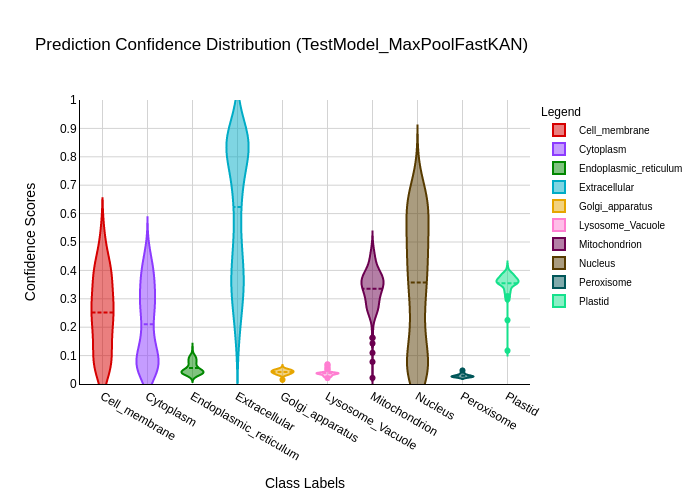 Prediction Confidence Distribution (TestModel_MaxPoolFastKAN)
Legend
Cell_membrane
Cytoplasm
Endoplasmic_reticulum
Extracellular
Golgi_apparatus
Lysosome_Vacuole
Mitochondrion
Nucleus
Peroxisome
Plastid
Confidence Scores
1
0.9
0.8
0.7
0.6
0.5
0.4
0.3
0.2
0.1
0
Cell_membrane
Cytoplasm
Endoplasmic_reticulum
Extracellular
Golgi_apparatus
Lysosome_Vacuole
Mitochondrion
Nucleus
Peroxisome
Plastid
Class Labels